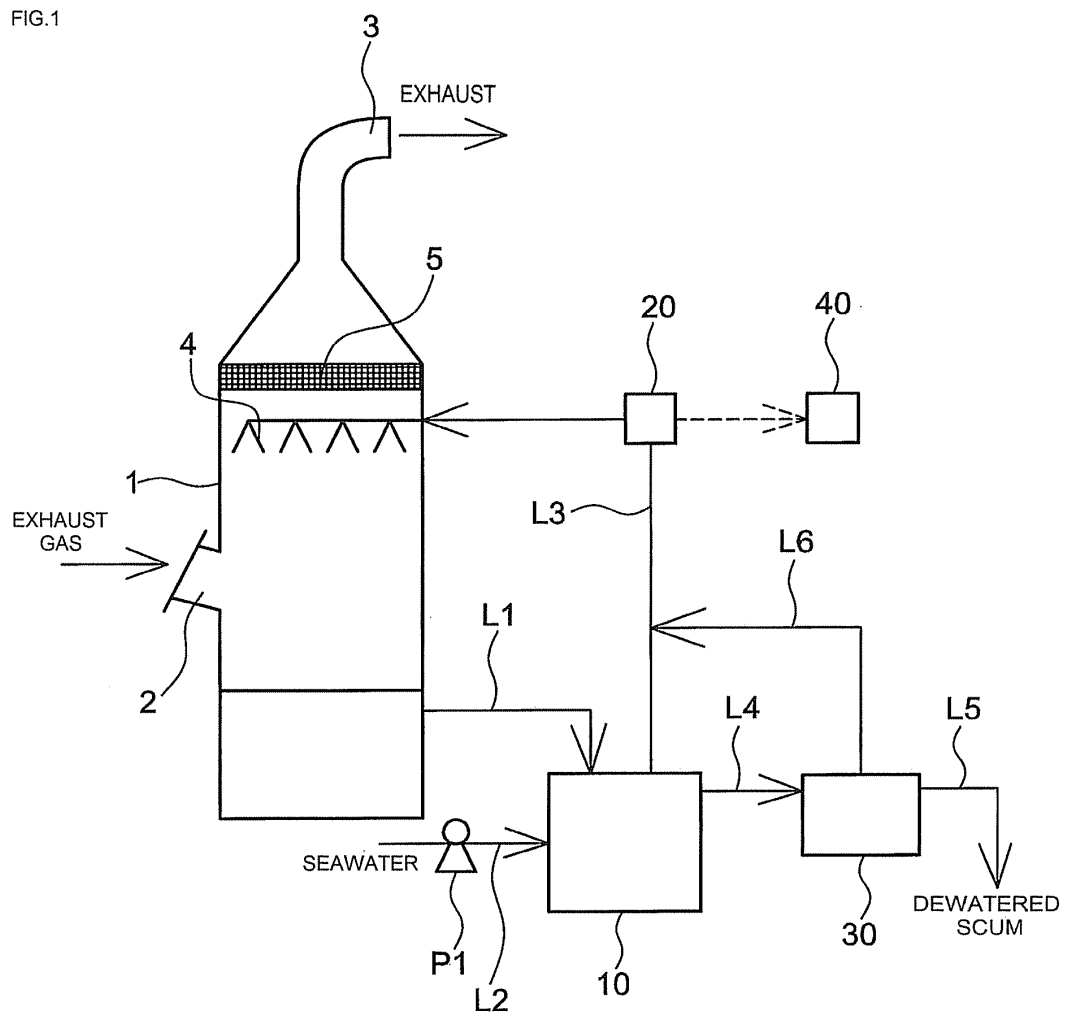 FIG.1
3
EXHAUST
5
4
20
40
1
L3
EXHAUST
GAS
L6
L1
2
L4
L5
SEAWATER
DEWATERED
SCUM
30
P1
10
L2